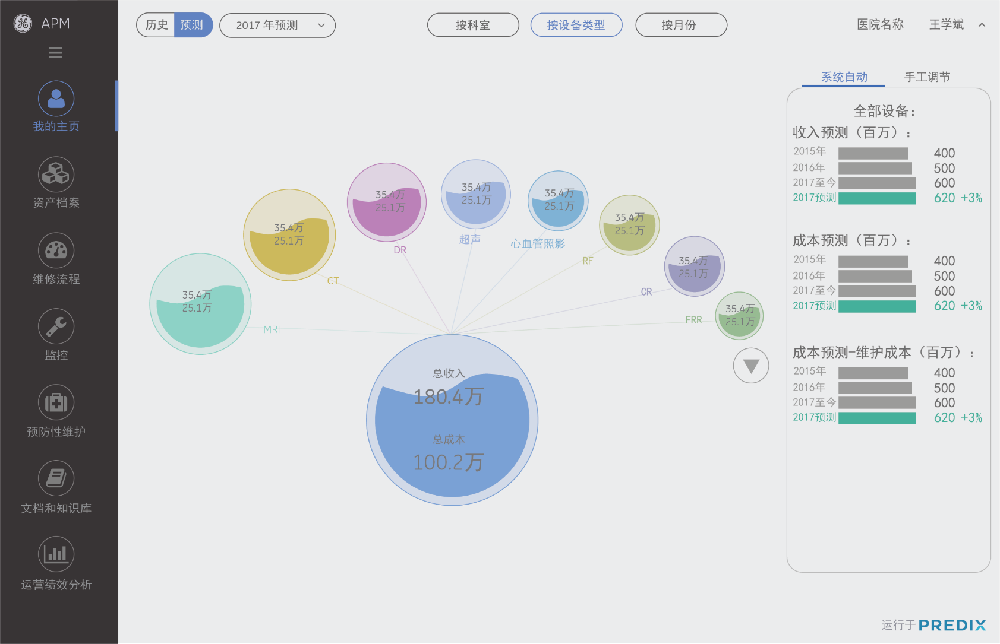 APM
历史
预测
2017 年预测
按科室
按设备类型
按月份
医院名称
王学斌
我的主页
资产档案
维修流程
监控
预防性维护
文档和知识库
运营绩效分析
35.4万
25.1万
MRI
35.4万
25.1万
CT
35.4万
25.1万
DR
35.4万
25.1万
超声
35.4万
25.1万
心血管照影
35.4万
25.1万
RF
35.4万
25.1万
CR
35.4万
25.1万
FRR
总收入
180.4万
总成本
100.2万
系统自动
手工调节
全部设备：
收入预测（百万）：
2015年 400
2016年 500
2017至今 600
2017预测 620 +3%
成本预测（百万）：
2015年 400
2016年 500
2017至今 600
2017预测 620 +3%
成本预测-维护成本（百万）：
2015年 400
2016年 500
2017至今 600
2017预测 620 +3%
运行于 PREDIX